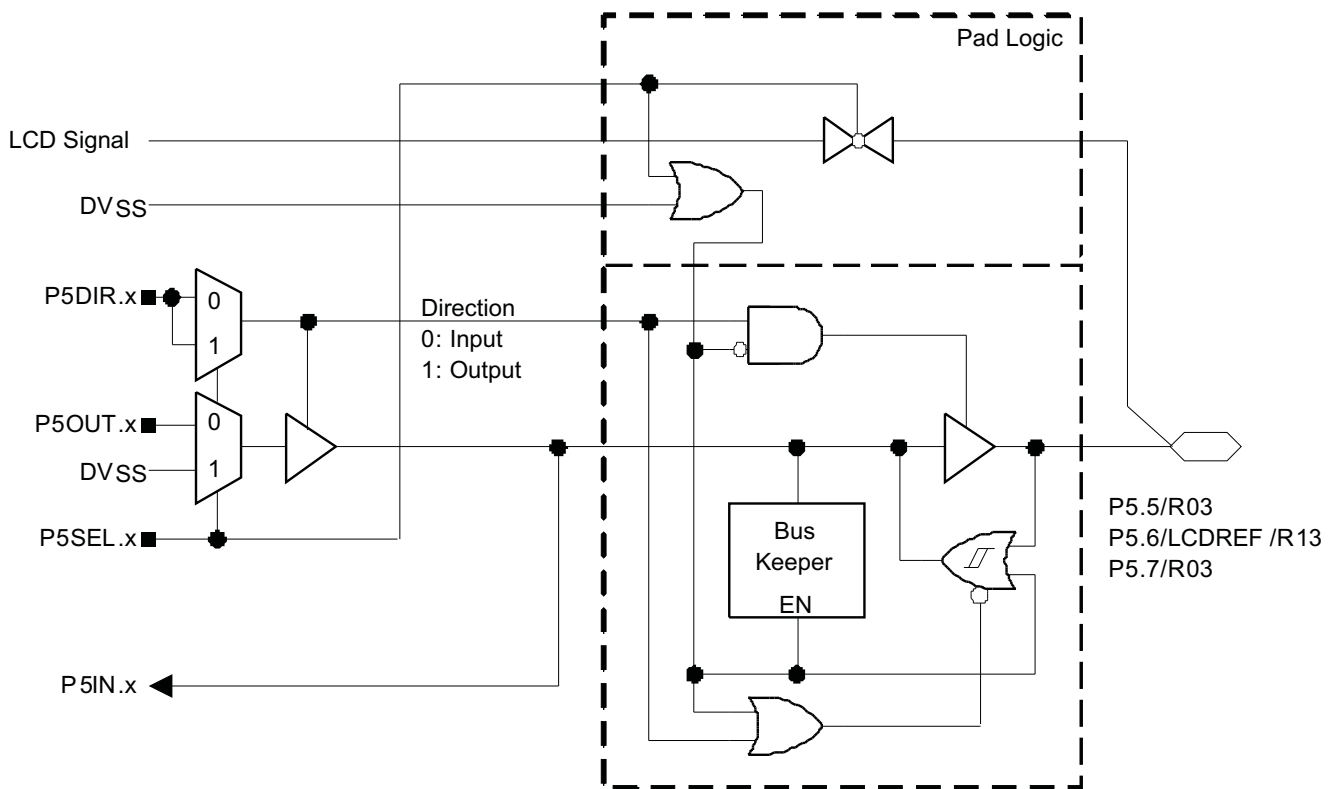 Pad Logic
LCD Signal
DVSS
P5DIR.x
0
1
Direction
0: Input
1: Output
P5OUT.x
0
DVSS
1
P5SEL.x
Bus
Keeper
EN
P5.5/R03
P5.6/LCDREF /R13
P5.7/R03
P5IN.x